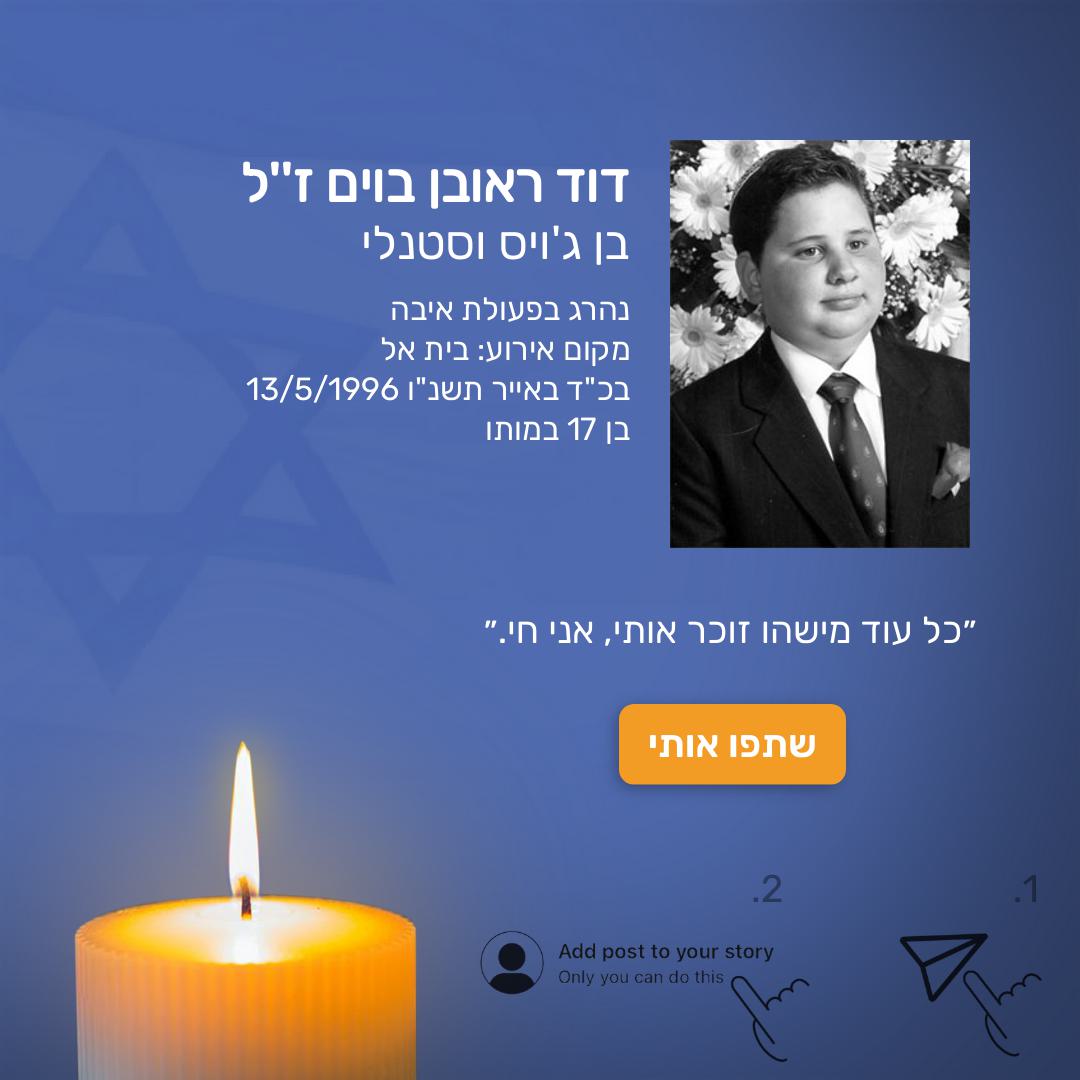 דוד ראובן בוים ז"ל
בן ג'ויס וסטנלי
נהרג בפעולת איבה
מקום אירוע: בית אל
בכ"ד באייר תשנ"ו 13/5/1996
בן 17 במותו
״כל עוד מישהו זוכר אותי, אני חי.״
שתפו אותי
1.
2.
Add post to your story
Only you can do this